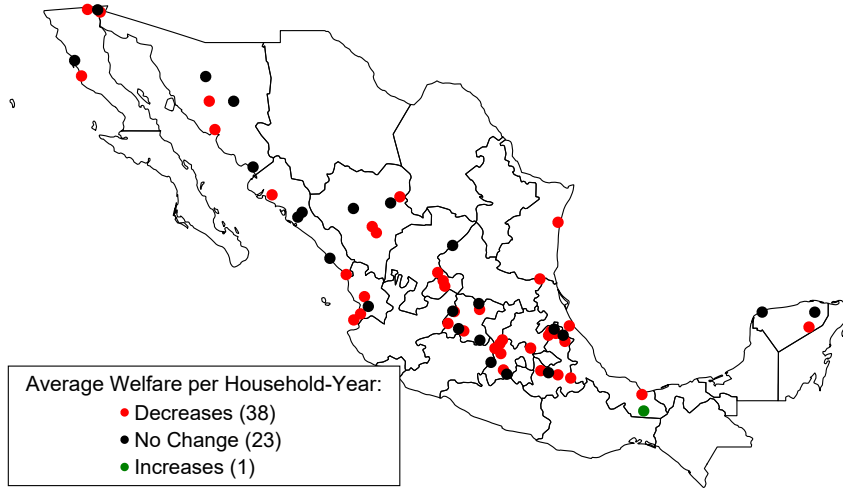 Average Welfare per Household-Year:
Decreases (38)
No Change (23)
Increases (1)